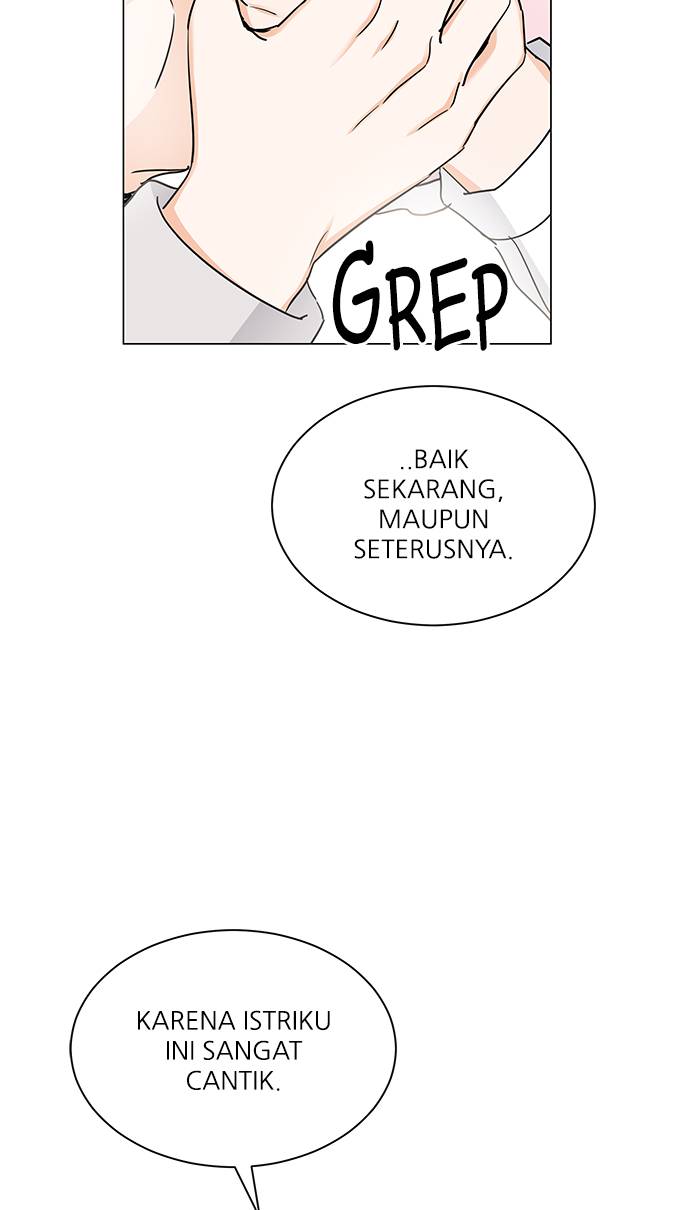 GREP
..BAIK
SEKARANG,
MAUPUN
SETERUSNYA.
KARENA ISTRIKU
INI SANGAT
CANTIK.